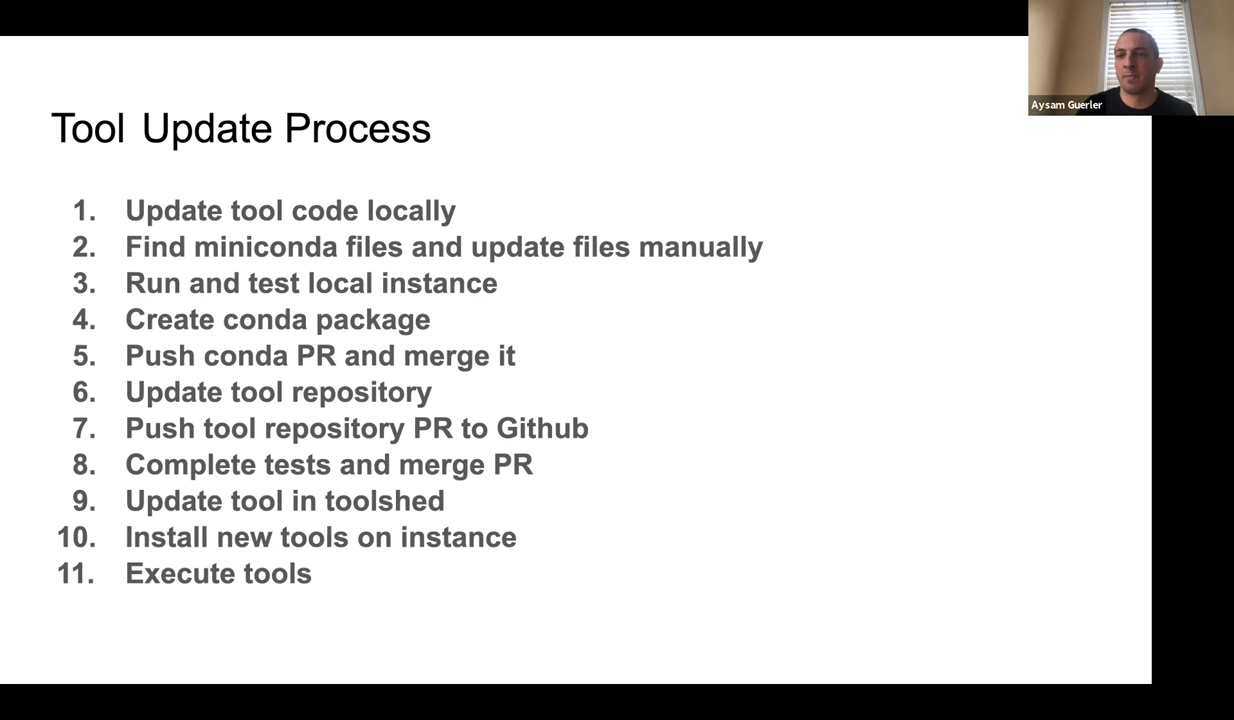 Aysam Guerler
Tool Update Process
1. Update tool code locally
2. Find miniconda files and update files manually
3. Run and test local instance
4. Create conda package
5. Push conda PR and merge it
6. Update tool repository
7. Push tool repository PR to Github
8. Complete tests and merge PR
9. Update tool in toolshed
10. Install new tools on instance
11. Execute tools